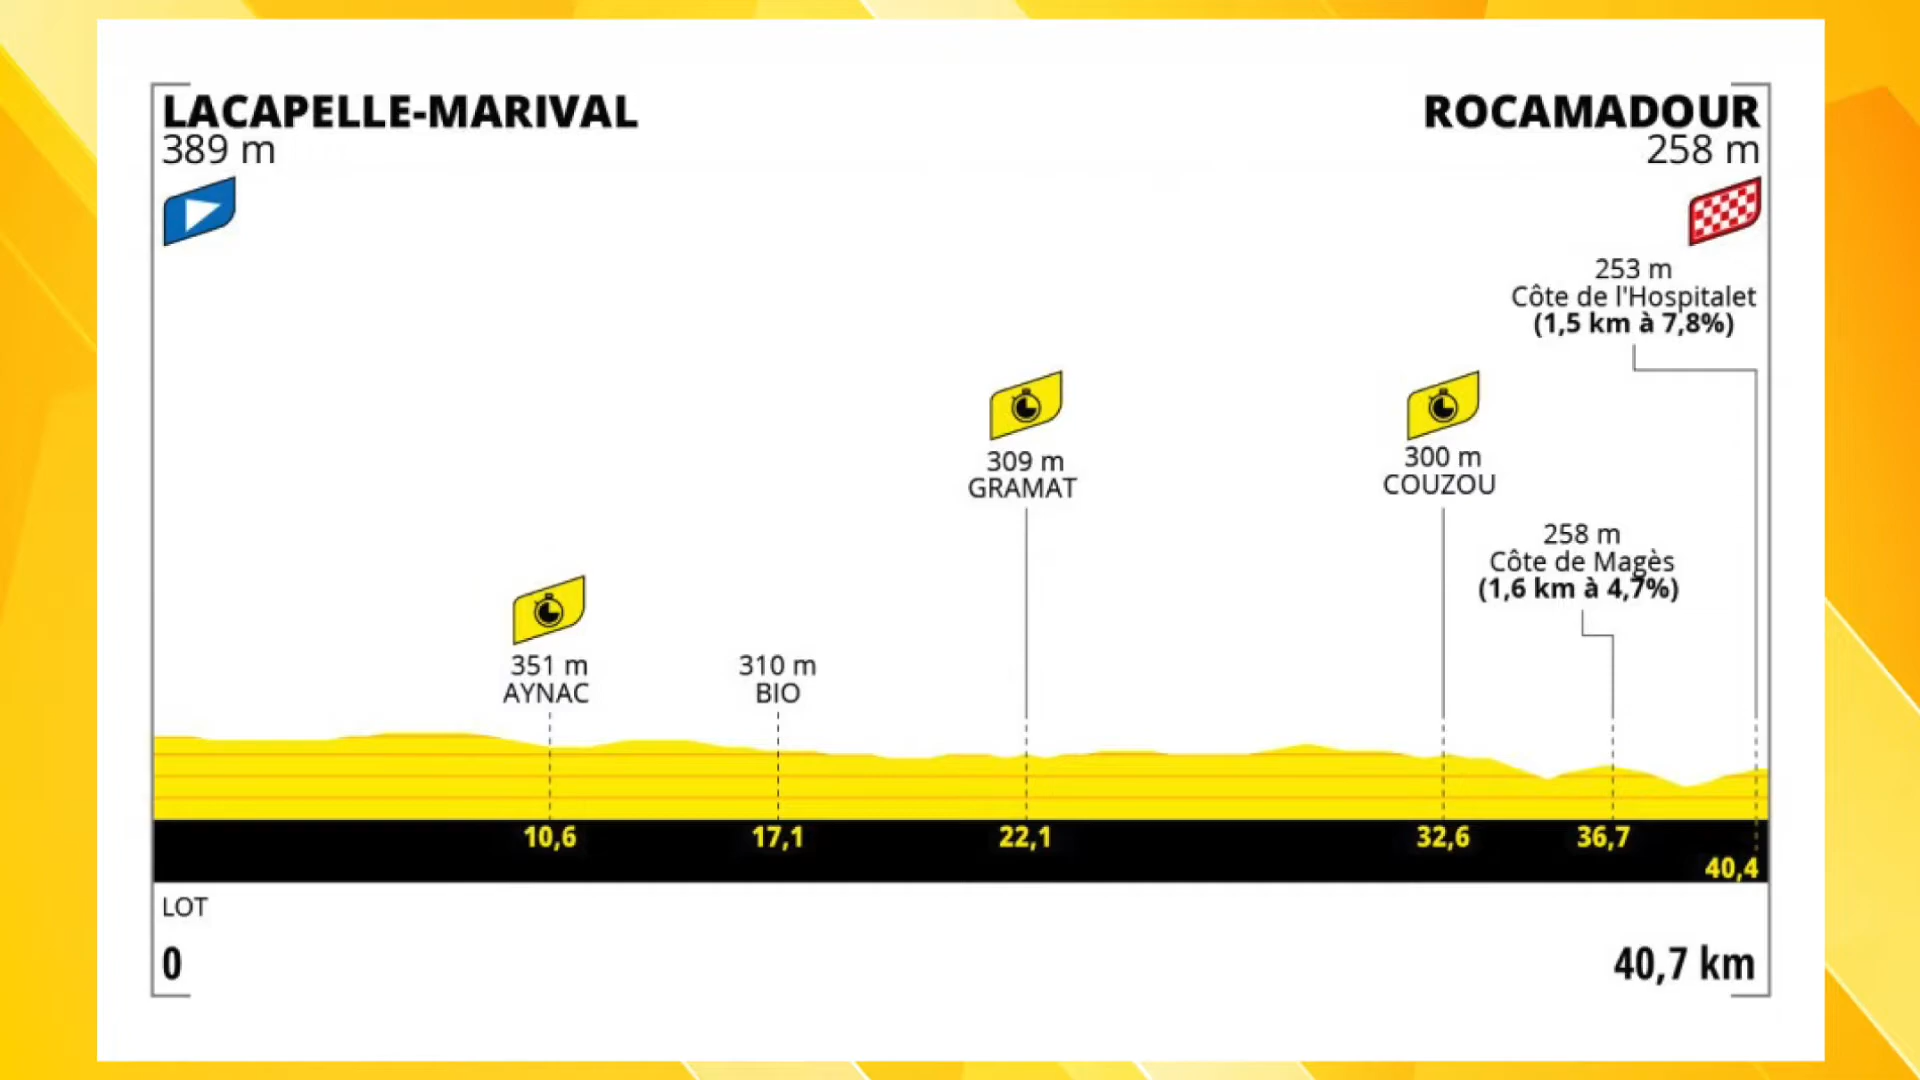 LACAPELLE-MARIVAL
389 m
ROCAMADOUR
258 m
253 m
Côte de l'Hospitalet
(1,5 km à 7,8%)
309 m
GRAMAT
300 m
COUZOU
258 m
Côte de Magès
(1,6 km à 4,7%)
351 m
AYNAC
310 m
BIO
10,6
17,1
22,1
32,6
36,7
40,4
LOT
0
40,7 km